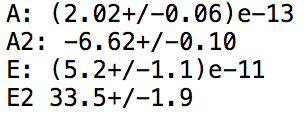 A: (2.02+/-0.06)e-13
A2: -6.62+/-0.10
E: (5.2+/-1.1)e-11
E2 33.5+/-1.9